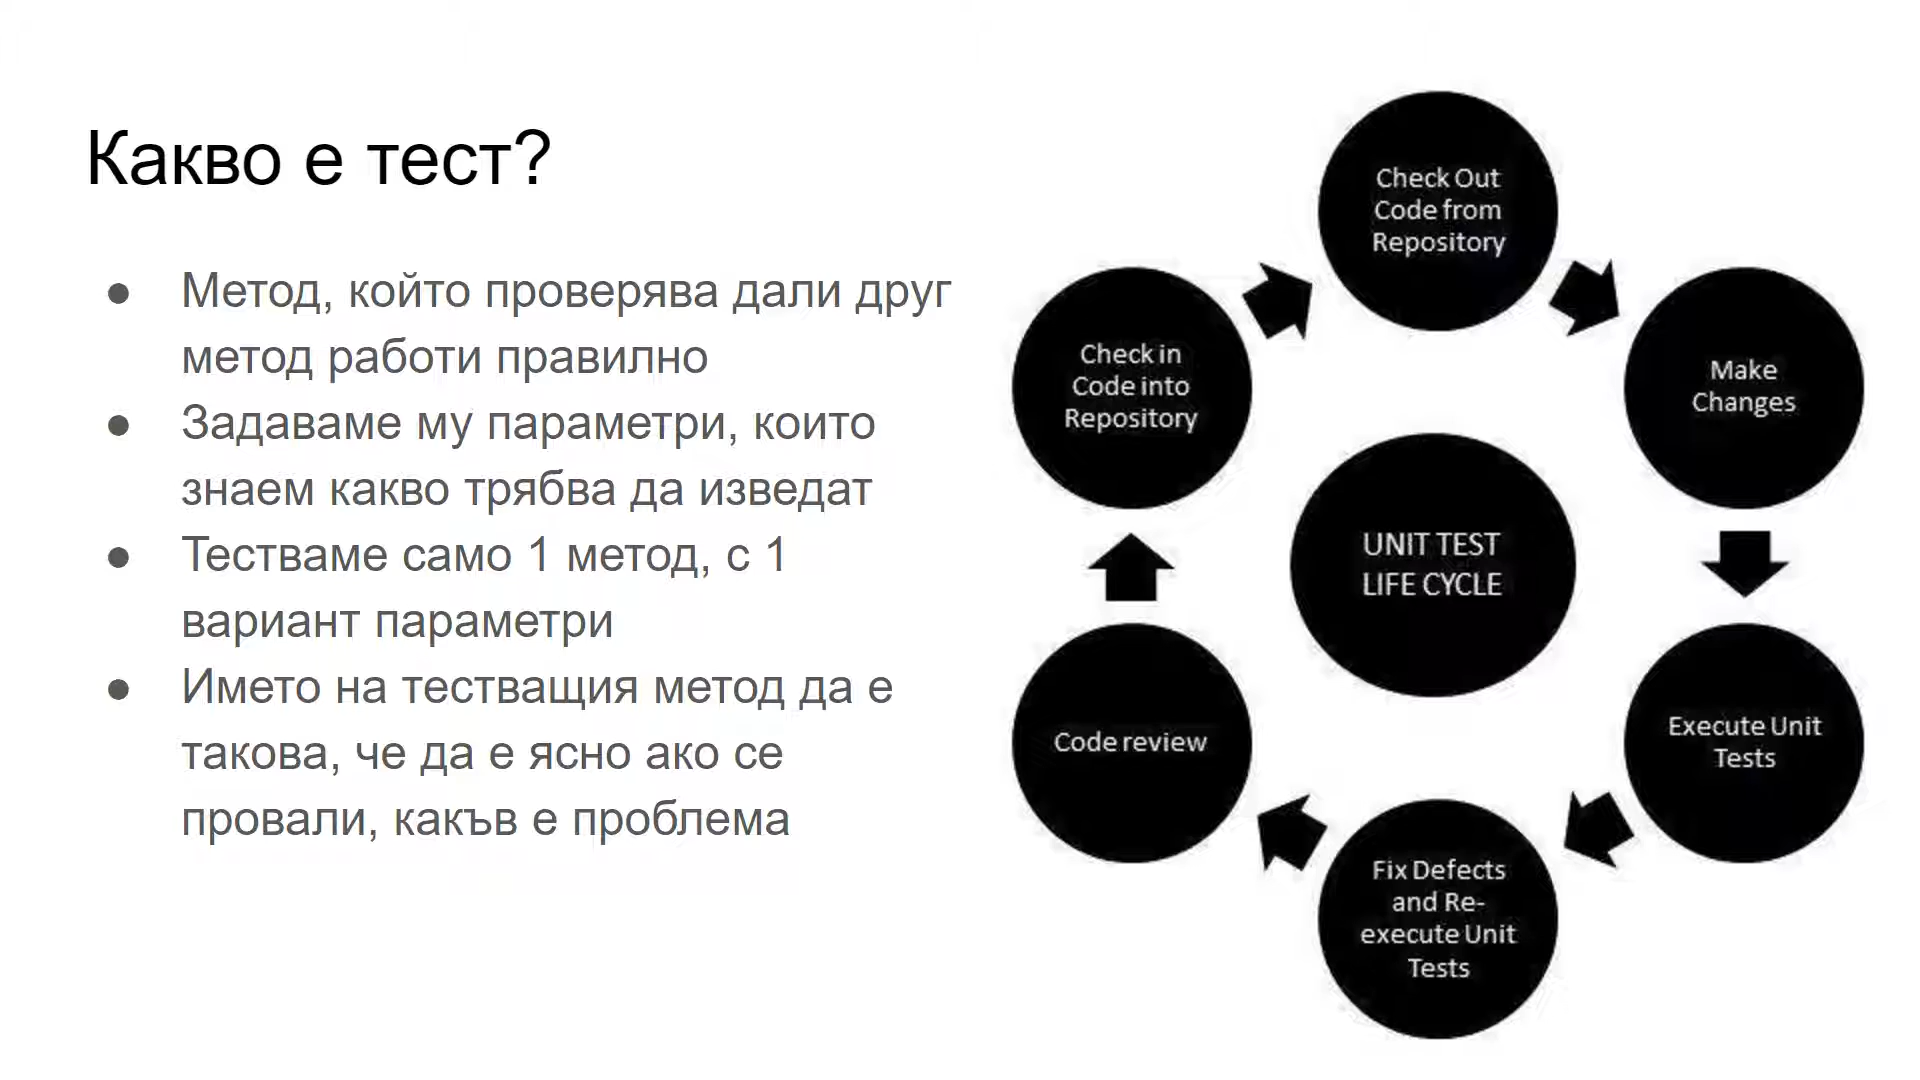 Какво е тест?
● Метод, който проверява дали друг
метод работи правилно
● Задаваме му параметри, които
знаем какво трябва да изведат
● Тестваме само 1 метод, с 1
вариант параметри
● Името на тестващия метод да е
такова, че да е ясно ако се
провали, какъв е проблема
Check Out
Code from
Repository
Make
Changes
Execute Unit
Tests
Fix Defects
and Re-
execute Unit
Tests
Code review
Check in
Code into
Repository
UNIT TEST
LIFE CYCLE